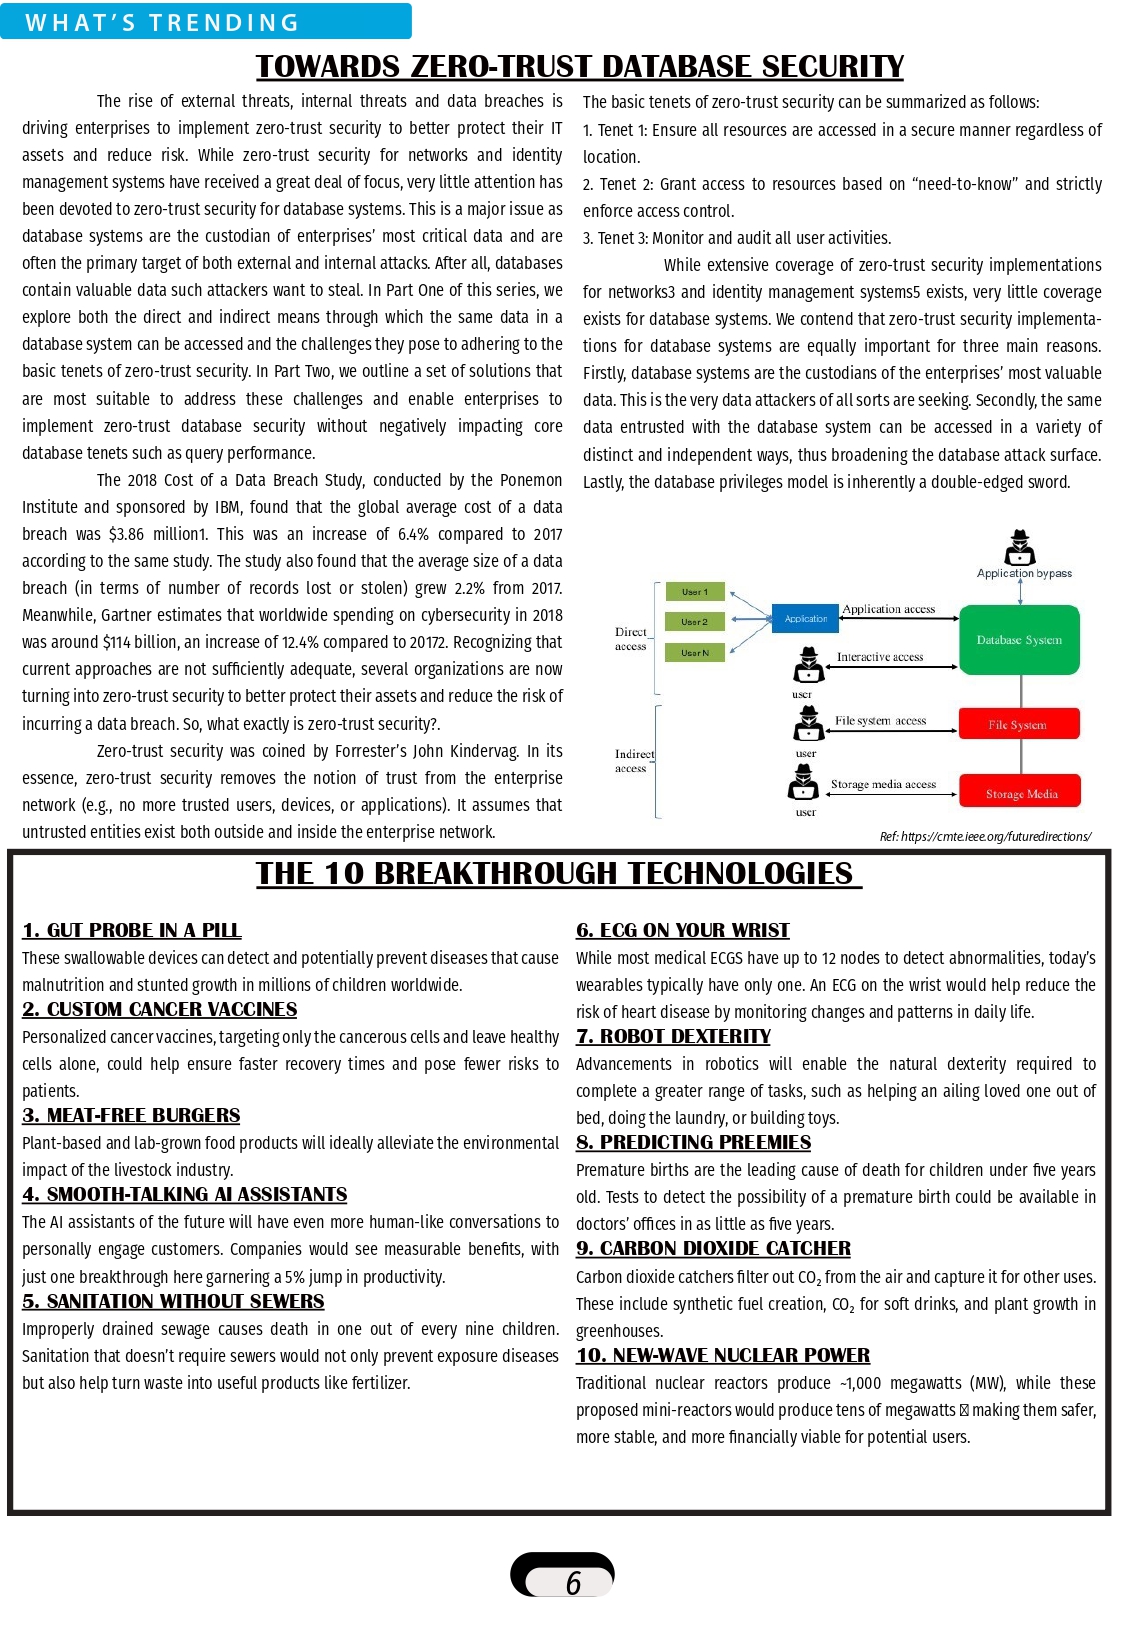 WHAT'S TRENDING
TOWARDS ZERO-TRUST DATABASE SECURITY
The rise of external threats, internal threats and data breaches is
driving enterprises to implement zero-trust security to better protect their IT
assets and reduce risk. While zero-trust security for networks and identity
management systems have received a great deal of focus, very little attention has
been devoted to zero-trust security for database systems. This is a major issue as
database systems are the custodian of enterprises' most critical data and are
often the primary target of both external and internal attacks. After all, databases
contain valuable data such attackers want to steal. In Part One of this series, we
explore both the direct and indirect means through which the same data in a
database system can be accessed and the challenges they pose to adhering to the
basic tenets of zero-trust security. In Part Two, we outline a set of solutions that
are most suitable to address these challenges and enable enterprises to
implement zero-trust database security without negatively impacting core
database tenets such as query performance.
The 2018 Cost of a Data Breach Study, conducted by the Ponemon
Institute and sponsored by IBM, found that the global average cost of a data
breach was $3.86 million1. This was an increase of 6.4% compared to 2017
according to the same study. The study also found that the average size of a data
breach (in terms of number of records lost or stolen) grew 2.2% from 2017.
Meanwhile, Gartner estimates that worldwide spending on cybersecurity in 2018
was around $114 billion, an increase of 12.4% compared to 20172. Recognizing that
current approaches are not sufficiently adequate, several organizations are now
turning into zero-trust security to better protect their assets and reduce the risk of
incurring a data breach. So, what exactly is zero-trust security?.
Zero-trust security was coined by Forrester's John Kindervag. In its
essence, zero-trust security removes the notion of trust from the enterprise
network (e.g., no more trusted users, devices, or applications). It assumes that
untrusted entities exist both outside and inside the enterprise network.
The basic tenets of zero-trust security can be summarized as follows:
1. Tenet 1: Ensure all resources are accessed in a secure manner regardless of
location.
2. Tenet 2: Grant access to resources based on "need-to-know" and strictly
enforce access control.
3. Tenet 3: Monitor and audit all user activities.
While extensive coverage of zero-trust security implementations
for networks3 and identity management systems5 exists, very little coverage
exists for database systems. We contend that zero-trust security implementa-
tions for database systems are equally important for three main reasons.
Firstly, database systems are the custodians of the enterprises' most valuable
data. This is the very data attackers of all sorts are seeking. Secondly, the same
data entrusted with the database system can be accessed in a variety of
distinct and independent ways, thus broadening the database attack surface.
Lastly, the database privileges model is inherently a double-edged sword.
Application bypass
User 1
User 2
User N
Direct
access
Application
Application access
Database System
Interactive access
user
File system access
File System
user
Indirect
access
Storage media access
Storage Media
user
Ref: https://cmte.ieee.org/futuredirections/
THE 10 BREAKTHROUGH TECHNOLOGIES
1. GUT PROBE IN A PILL
These swallowable devices can detect and potentially prevent diseases that cause
malnutrition and stunted growth in millions of children worldwide.
2. CUSTOM CANCER VACCINES
Personalized cancer vaccines, targeting only the cancerous cells and leave healthy
cells alone, could help ensure faster recovery times and pose fewer risks to
patients.
3. MEAT-FREE BURGERS
Plant-based and lab-grown food products will ideally alleviate the environmental
impact of the livestock industry.
4. SMOOTH-TALKING AI ASSISTANTS
The AI assistants of the future will have even more human-like conversations to
personally engage customers. Companies would see measurable benefits, with
just one breakthrough here garnering a 5% jump in productivity.
5. SANITATION WITHOUT SEWERS
Improperly drained sewage causes death in one out of every nine children.
Sanitation that doesn't require sewers would not only prevent exposure diseases
but also help turn waste into useful products like fertilizer.
6. ECG ON YOUR WRIST
While most medical ECGS have up to 12 nodes to detect abnormalities, today's
wearables typically have only one. An ECG on the wrist would help reduce the
risk of heart disease by monitoring changes and patterns in daily life.
7. ROBOT DEXTERITY
Advancements in robotics will enable the natural dexterity required to
complete a greater range of tasks, such as helping an ailing loved one out of
bed, doing the laundry, or building toys.
8. PREDICTING PREEMIES
Premature births are the leading cause of death for children under five years
old. Tests to detect the possibility of a premature birth could be available in
doctors' offices in as little as five years.
9. CARBON DIOXIDE CATCHER
Carbon dioxide catchers filter out CO₂ from the air and capture it for other uses.
These include synthetic fuel creation, CO₂ for soft drinks, and plant growth in
greenhouses.
10. NEW-WAVE NUCLEAR POWER
Traditional nuclear reactors produce ~1,000 megawatts (MW), while these
proposed mini-reactors would produce tens of megawatts making them safer,
more stable, and more financially viable for potential users.
6